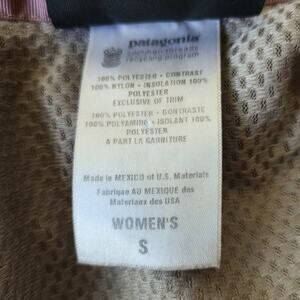 patagonia
common threads
recycling program
100% POLYESTER • CONTRAST
100% NYLON • INSULATION 100%
POLYESTER
EXCLUSIVE OF TRIM
100% POLYESTER • CONTRASTE
100% POLYAMIDE • ISOLANT 100%
POLYESTER
A PART LA GARNITURE
Made in MEXICO of U.S. Materials
Fabrique AU MEXIQUE des
Materiaux des USA
WOMEN'S
S